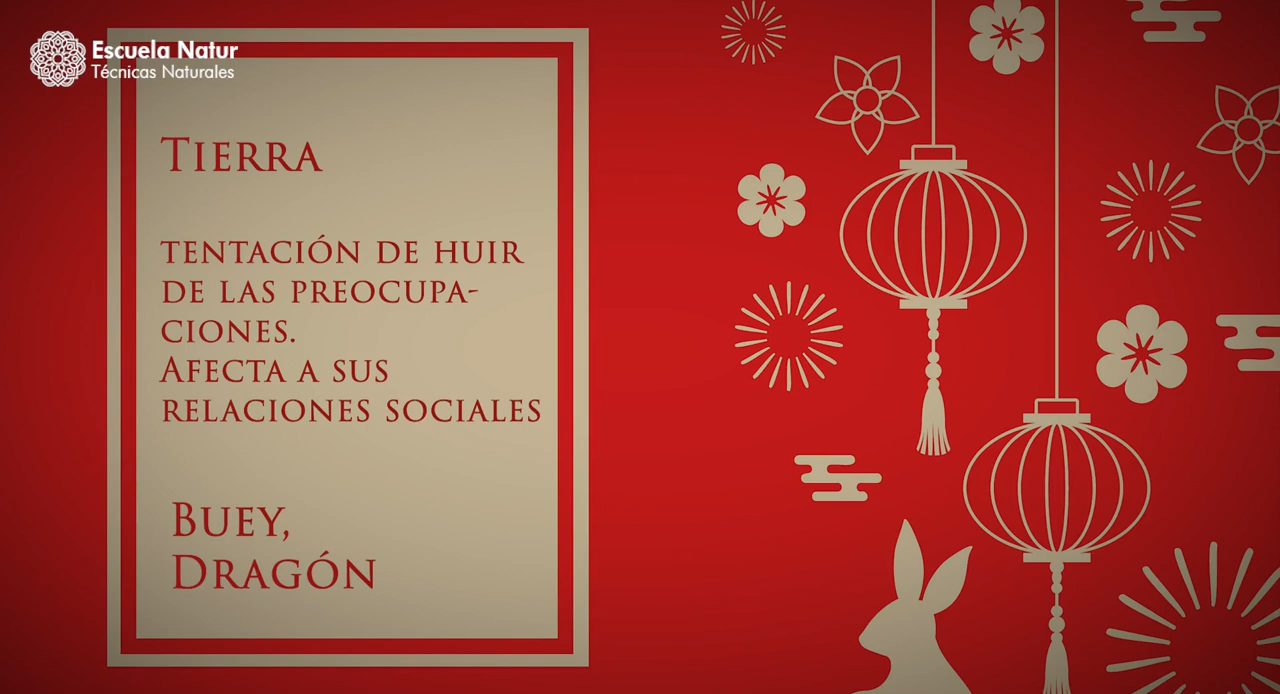 Escuela Natur
Técnicas Naturales
Tierra
tentación de huir
de las preocupa-
ciones.
Afecta a sus
relaciones sociales
Buey,
Dragón